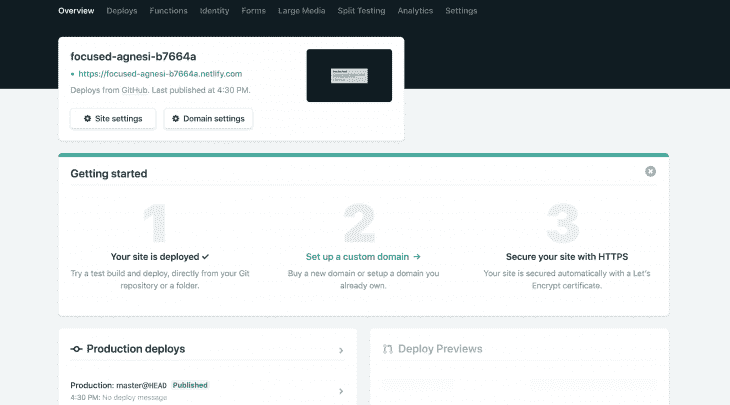 Overview Deploys Functions Identity Forms Large Media Split Testing Analytics Settings
focused-agnesi-b7664a
https://focused-agnesi-b7664a.netlify.com
Deploys from GitHub. Last published at 4:30 PM.
Site settings Domain settings
Getting started
1 2 3
Your site is deployed ✓ Set up a custom domain → Secure your site with HTTPS
Try a test build and deploy, directly from your Git Buy a new domain or setup a domain you Your site is secured automatically with a Let's
repository or a folder. already own. Encrypt certificate.
Production deploys Deploy Previews
Production: master@HEAD Published
4:30 PM: No deploy message